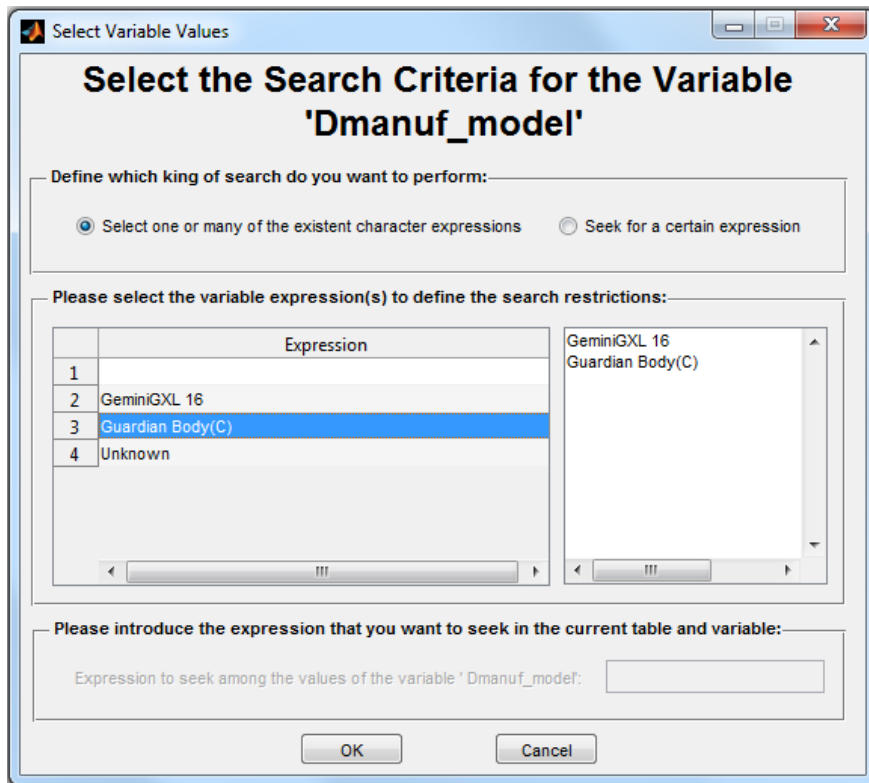 Select Variable Values
Select the Search Criteria for the Variable
'Dmanuf_model'
Define which king of search do you want to perform:
Select one or many of the existent character expressions
Seek for a certain expression
Please select the variable expression(s) to define the search restrictions:
Expression
1
2 GeminiGXL 16
3 Guardian Body(C)
4 Unknown
GeminiGXL 16
Guardian Body(C)
Please introduce the expression that you want to seek in the current table and variable:
Expression to seek among the values of the variable ' Dmanuf_model':
OK
Cancel